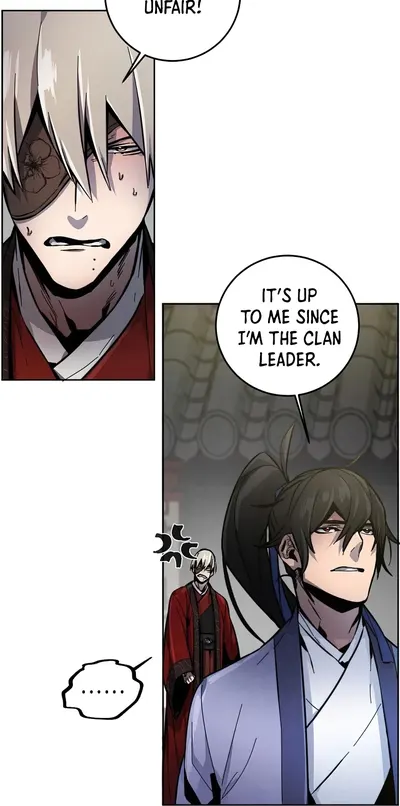 UNFAIR!
IT'S UP
TO ME SINCE
I'M THE CLAN
LEADER.
......